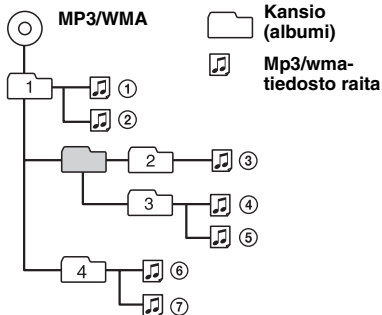 MP3/WMA
Kansio
(albumi)
Mp3/wma-
tiedosto raita
1
①
②
2
③
3
④
⑤
4
⑥
⑦